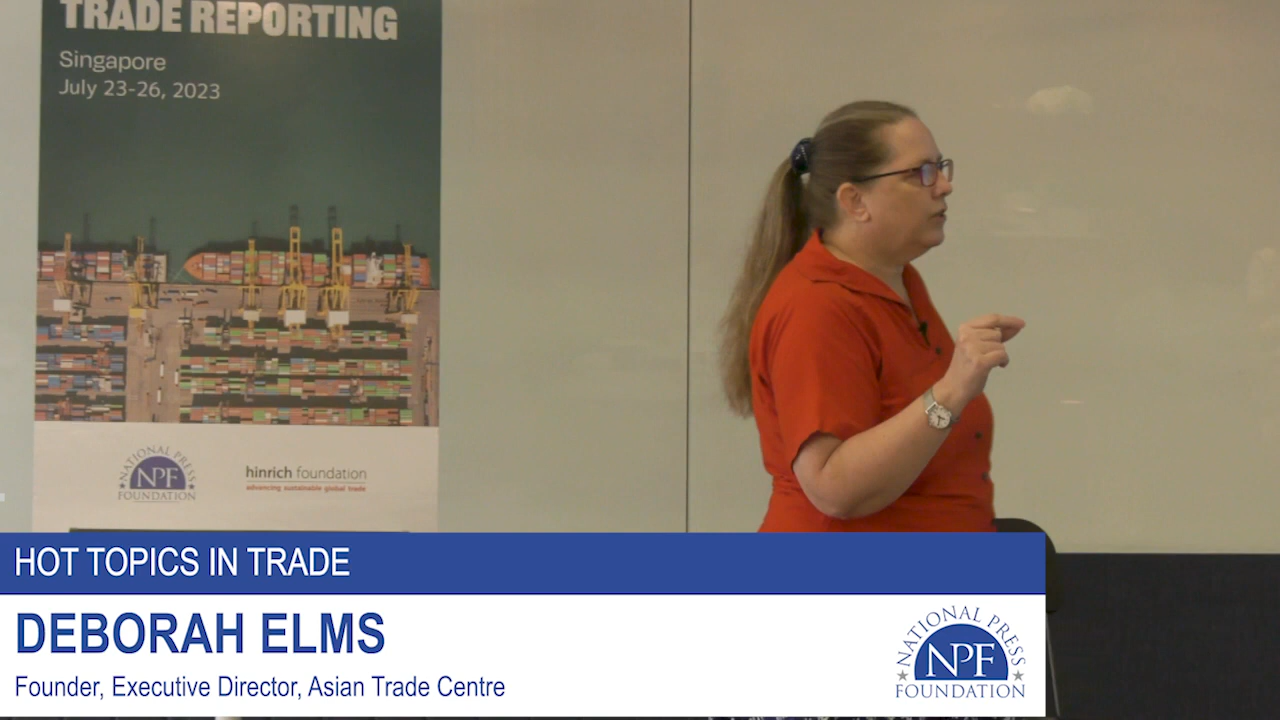 TRADE REPORTING
Singapore
July 23-26, 2023
NATIONAL PRESS
NPF
FOUNDATION
hinrich foundation
advancing sustainable global trade
HOT TOPICS IN TRADE
DEBORAH ELMS
Founder, Executive Director, Asian Trade Centre
NATIONAL PRESS
NPF
FOUNDATION